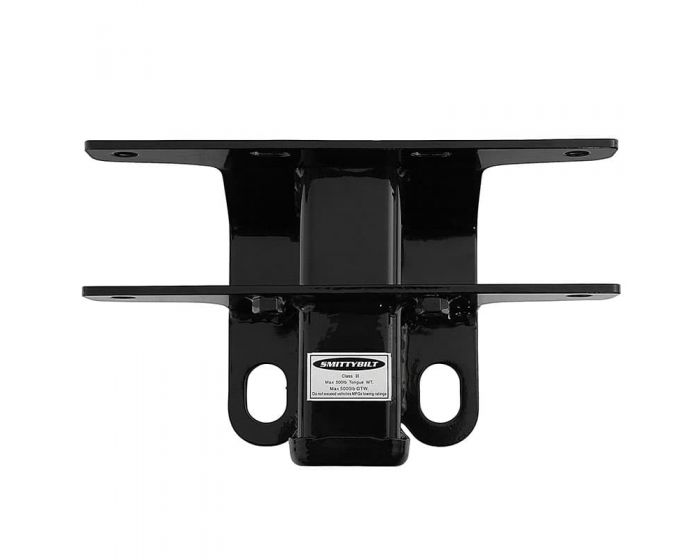 SMITTYBILT
Class III
Max 500lb Tongue WT.
Max 5000lb GTW.
Do not exceed vehicles MFGs towing ratings